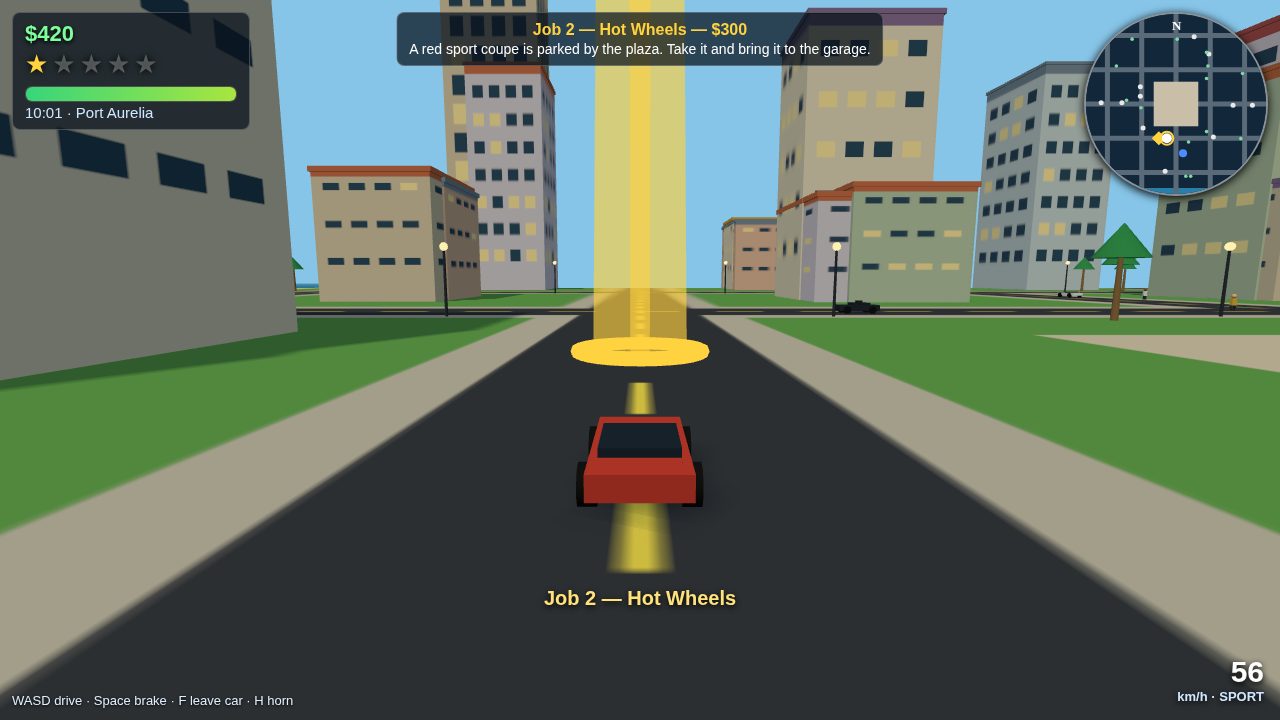 $420
10:01 · Port Aurelia
Job 2 — Hot Wheels — $300
A red sport coupe is parked by the plaza. Take it and bring it to the garage.
N
Job 2 — Hot Wheels
WASD drive · Space brake · F leave car · H horn
56
km/h · SPORT